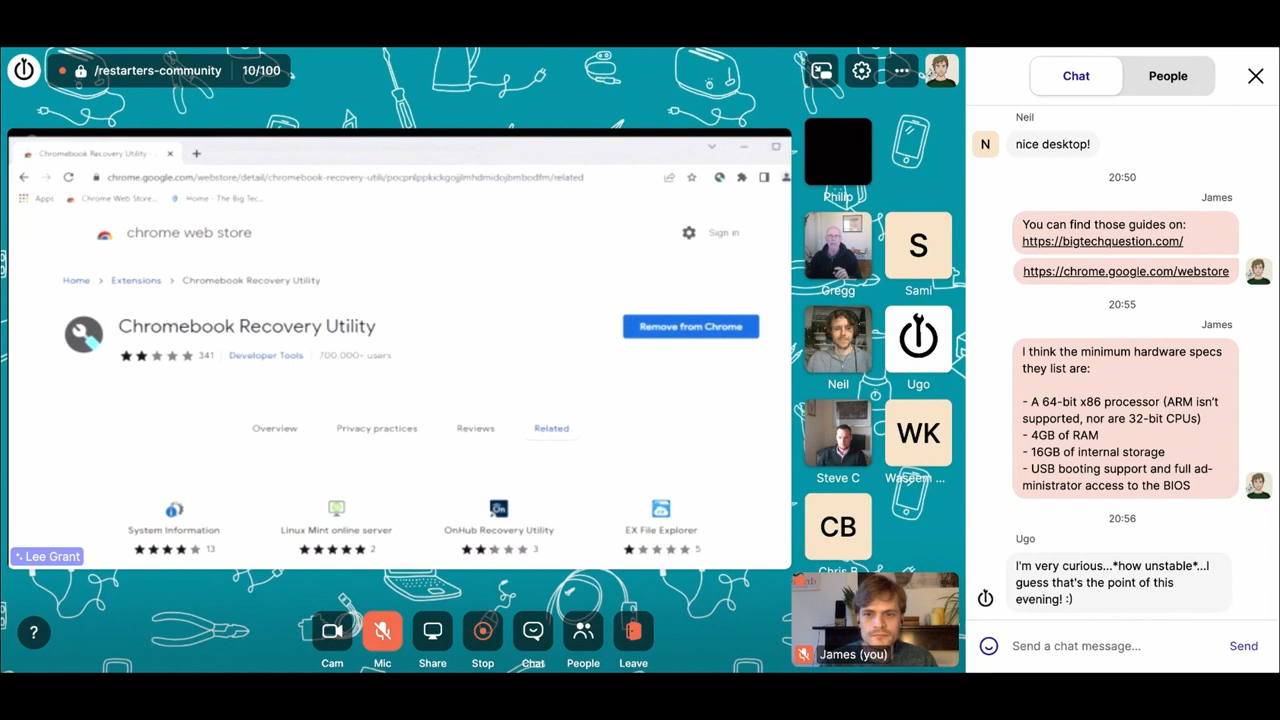 /restarters-community 10/100
Chromebook Recovery Utility
chrome.google.com/webstore/detail/chromebook-recovery-utili/pocpnlppkickgojjlmhdmidojbmbodfm/related
Apps Chrome Web Store... Home - The Big Tec...
chrome web store
Sign in
Home > Extensions > Chromebook Recovery Utility
Chromebook Recovery Utility
Remove from Chrome
341 Developer Tools 700,000+ users
Overview Privacy practices Reviews Related
System Information Linux Mint online server OnHub Recovery Utility EX File Explorer
13 2 3 5
Lee Grant
Philip
Gregg
S
Sami
Neil
Ugo
Steve C
WK
Waseem ...
CB
Chris B
James (you)
?
Cam Mic Share Stop Chat People Leave
Chat People
Neil
N
nice desktop!
20:50
James
You can find those guides on:
https://bigtechquestion.com/
https://chrome.google.com/webstore
20:55
James
I think the minimum hardware specs
they list are:
- A 64-bit x86 processor (ARM isn't
supported, nor are 32-bit CPUs)
- 4GB of RAM
- 16GB of internal storage
- USB booting support and full ad-
ministrator access to the BIOS
20:56
Ugo
I'm very curious...*how unstable*...I
guess that's the point of this
evening! :)
Send a chat message...
Send